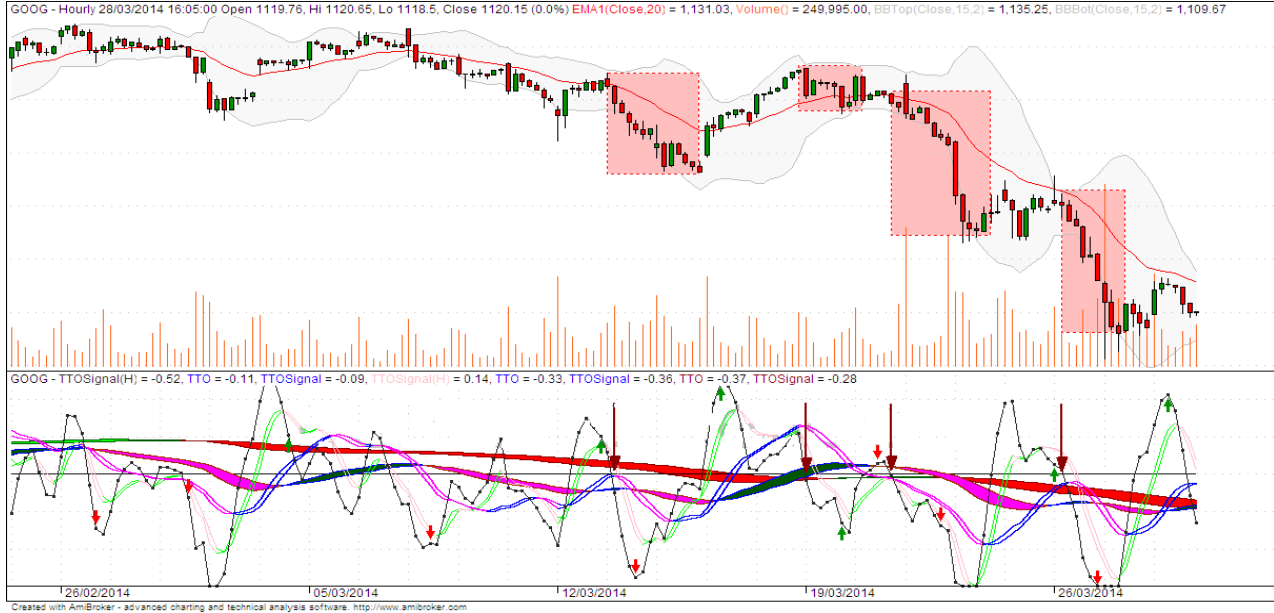 GOOG - Hourly 28/03/2014 16:05:00 Open 1119.76, Hi 1120.65, Lo 1118.5, Close 1120.15 (0.0%) EMA1(Close,20) = 1,131.03, Volume() = 249,995.00, BBTop(Close,15,2) = 1,135.25, BBBot(Close,15,2) = 1,109.67
GOOG - TTOSignal(H) = -0.52, TTO = -0.11, TTOSignal = -0.09, TTOSignal(H) = 0.14, TTO = -0.33, TTOSignal = -0.36, TTO = -0.37, TTOSignal = -0.28
26/02/2014 05/03/2014 12/03/2014 19/03/2014 26/03/2014
Created with AmiBroker - advanced charting and technical analysis software. http://www.amibroker.com